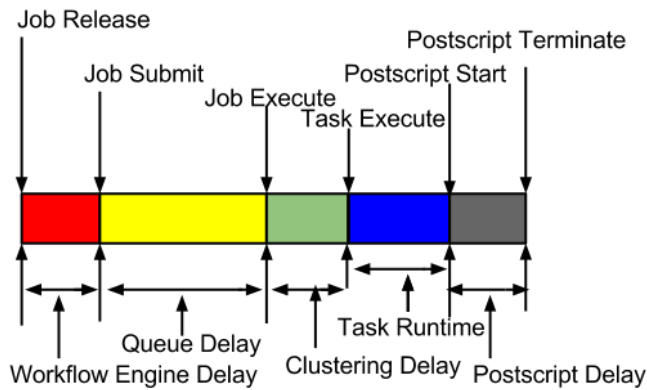 Job Release
Postscript Terminate
Job Submit
Postscript Start
Job Execute
Task Execute
Task Runtime
Queue Delay
Clustering Delay
Workflow Engine Delay
Postscript Delay